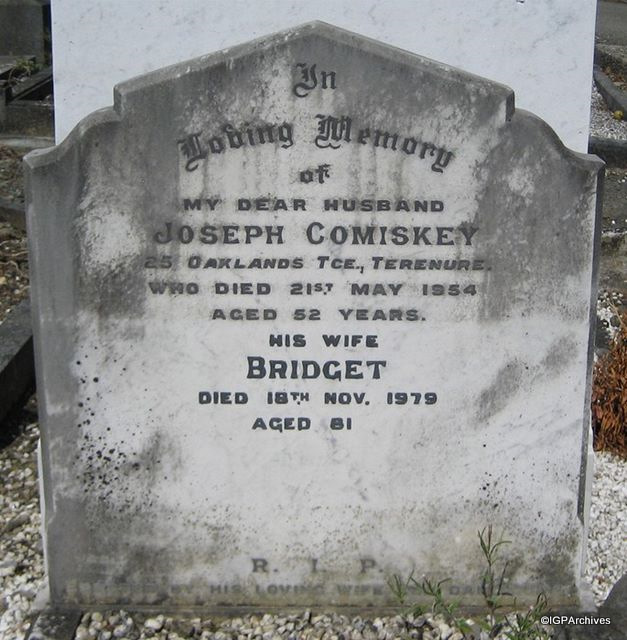 In
Loving Memory
of
MY DEAR HUSBAND
JOSEPH COMISKEY
25 OAKLANDS TCE., TERENURE.
WHO DIED 21ST MAY 1954
AGED 52 YEARS.
HIS WIFE
BRIDGET
DIED 18TH NOV. 1979
AGED 81
R. I. P.
BY HIS LOVING WIFE
©IGPArchives